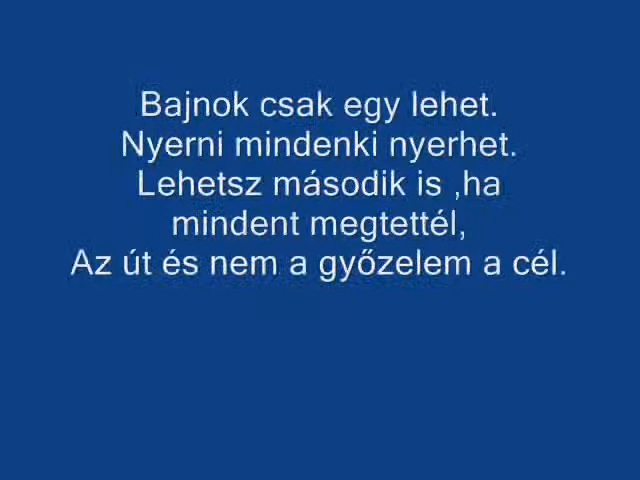 Bajnok csak egy lehet.
Nyerni mindenki nyerhet.
Lehetsz második is ,ha
mindent megtettél,
Az út és nem a győzelem a cél.